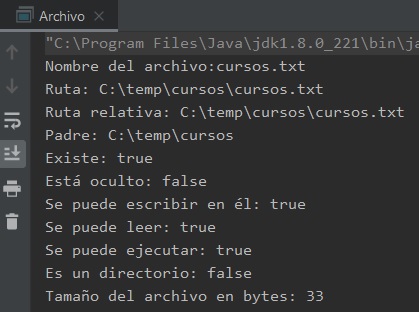 Archivo
"C:\Program Files\Java\jdk1.8.0_221\bin\ja
Nombre del archivo:cursos.txt
Ruta: C:\temp\cursos\cursos.txt
Ruta relativa: C:\temp\cursos\cursos.txt
Padre: C:\temp\cursos
Existe: true
Está oculto: false
Se puede escribir en él: true
Se puede leer: true
Se puede ejecutar: true
Es un directorio: false
Tamaño del archivo en bytes: 33